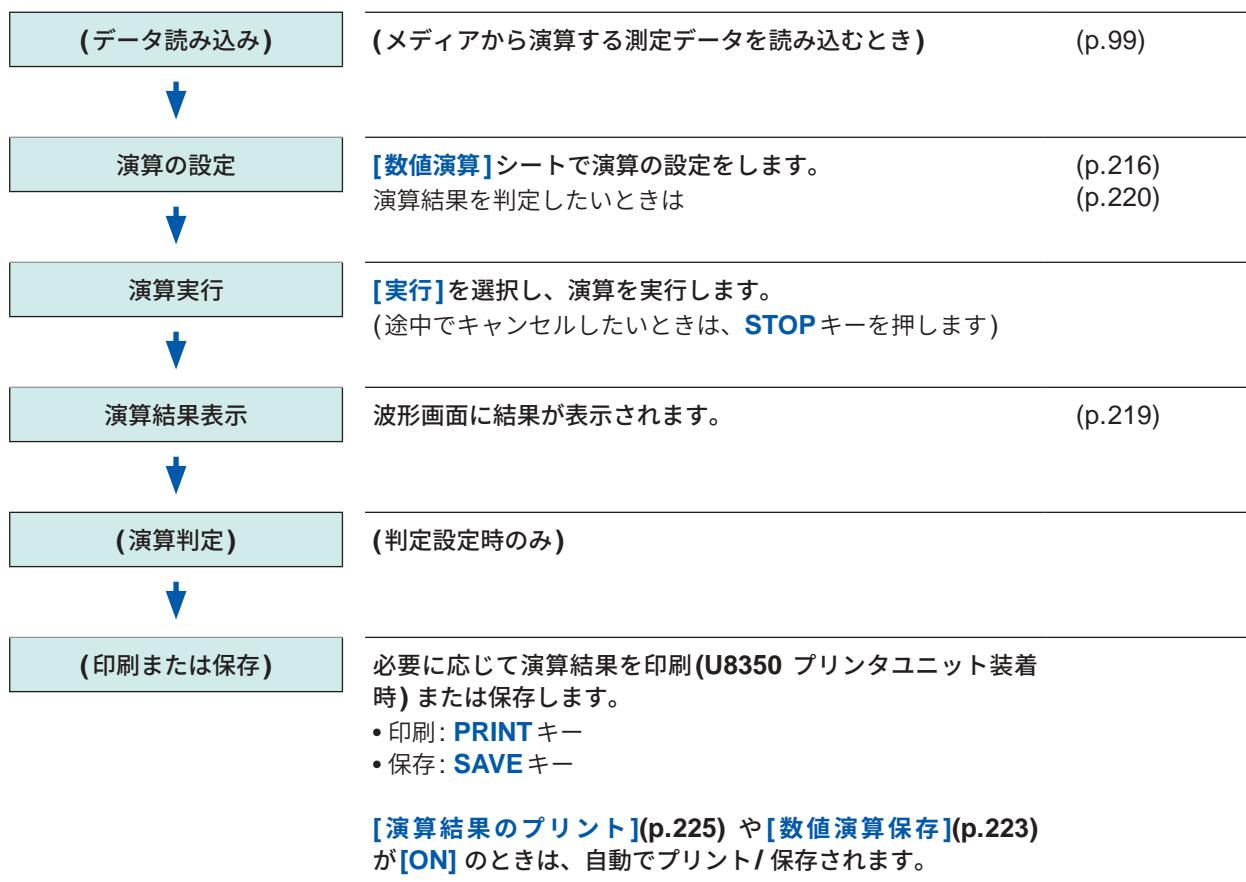 (データ読み込み) (メディアから演算する測定データを読み込むとき) (p.99)
演算の設定 [数値演算]シートで演算の設定をします。 (p.216)
演算結果を判定したいときは (p.220)
演算実行 [実行]を選択し、演算を実行します。
(途中でキャンセルしたいときは、STOPキーを押します)
演算結果表示 波形画面に結果が表示されます。 (p.219)
(演算判定) (判定設定時のみ)
(印刷または保存) 必要に応じて演算結果を印刷(U8350 プリンタユニット装着
時) または保存します。
• 印刷: PRINTキー
• 保存: SAVEキー
[演算結果のプリント](p.225) や[数値演算保存](p.223)
が[ON] のときは、自動でプリント/ 保存されます。